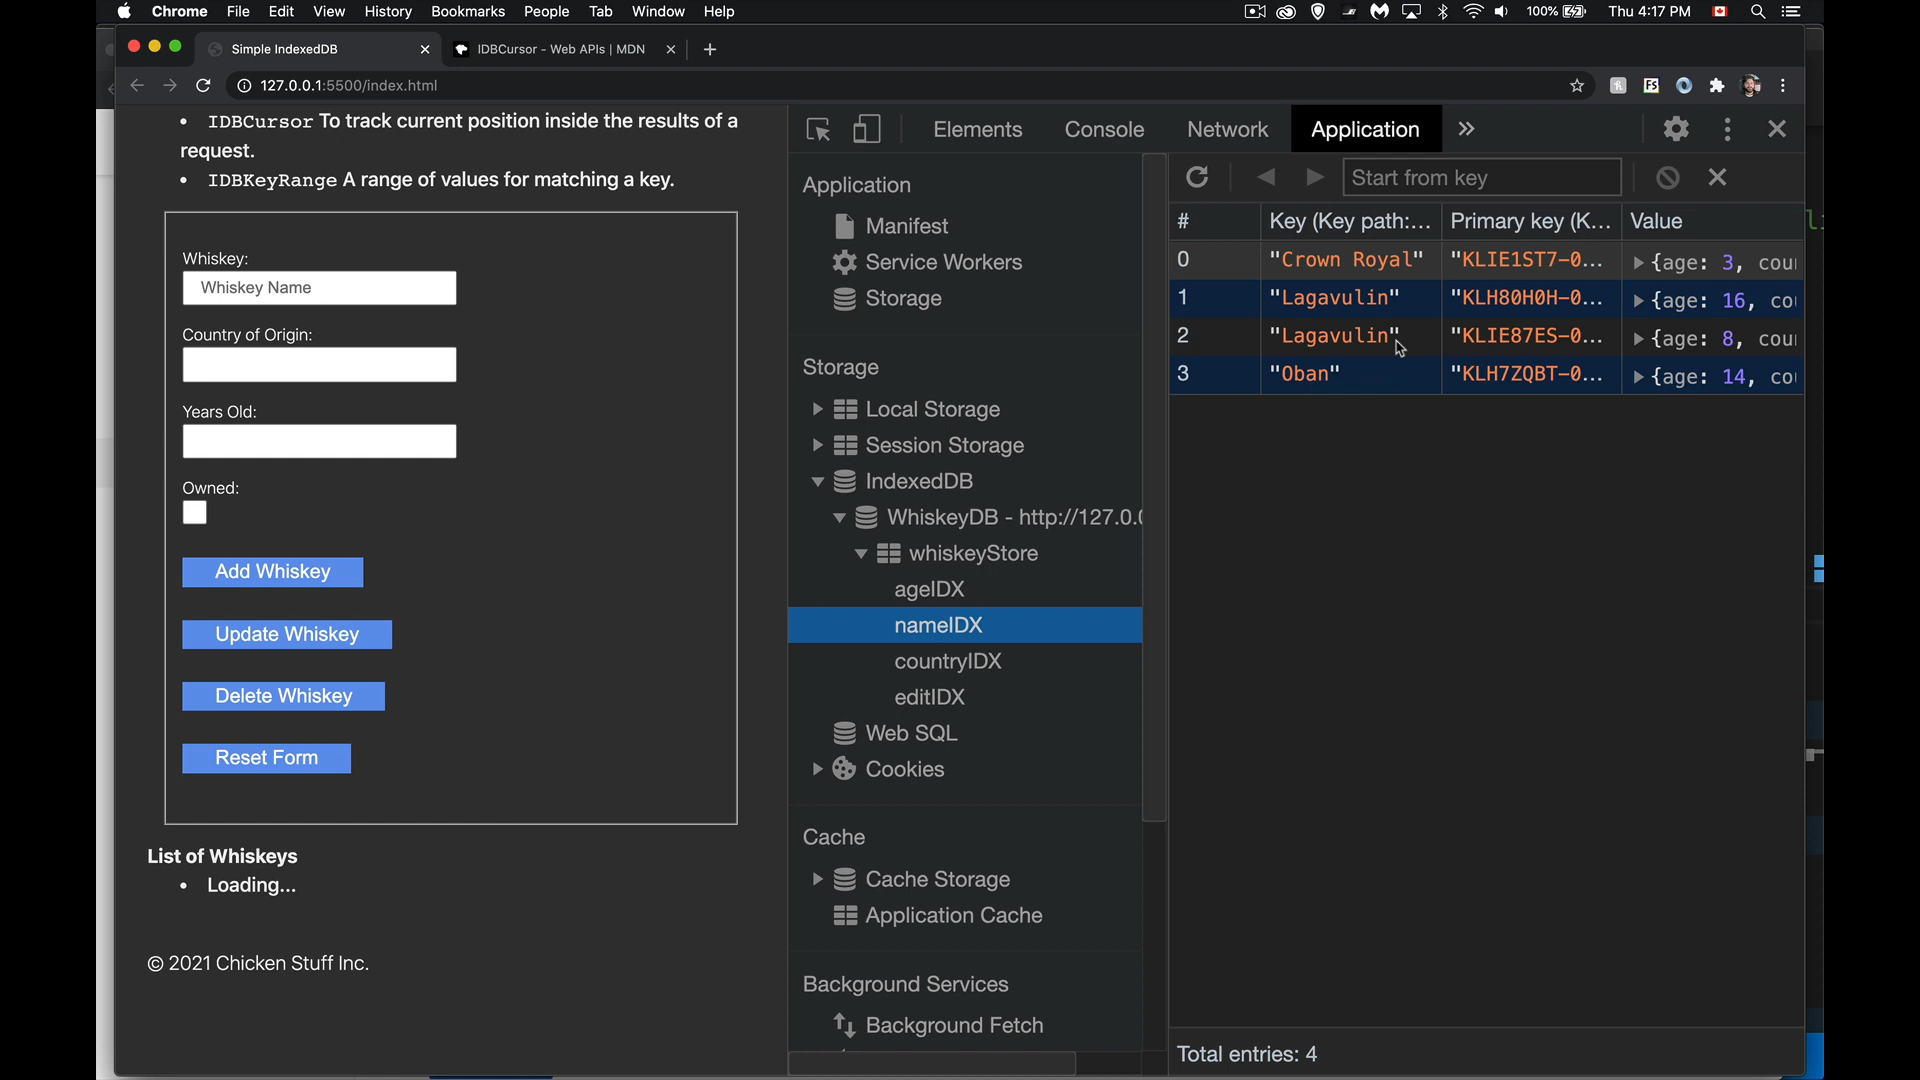 Chrome File Edit View History Bookmarks People Tab Window Help 100% Thu 4:17 PM
Simple IndexedDB
IDBCursor - Web APIs | MDN
127.0.0.1:5500/index.html
• IDBCursor To track current position inside the results of a
request.
• IDBKeyRange A range of values for matching a key.
Whiskey:
Whiskey Name
Country of Origin:
Years Old:
Owned:
Add Whiskey
Update Whiskey
Delete Whiskey
Reset Form
List of Whiskeys
• Loading...
© 2021 Chicken Stuff Inc.
Elements Console Network Application »
Application
Manifest
Service Workers
Storage
Storage
Local Storage
Session Storage
IndexedDB
WhiskeyDB - http://127.0.0
whiskeyStore
ageIDX
nameIDX
countryIDX
editIDX
Web SQL
Cookies
Cache
Cache Storage
Application Cache
Background Services
Background Fetch
Start from key
# Key (Key path:... Primary key (K... Value
0 "Crown Royal" "KLIE1ST7-0... {age: 3, cou
1 "Lagavulin" "KLH80H0H-0... {age: 16, co
2 "Lagavulin" "KLIE87ES-0... {age: 8, cou
3 "Oban" "KLH7ZQBT-0... {age: 14, co
Total entries: 4